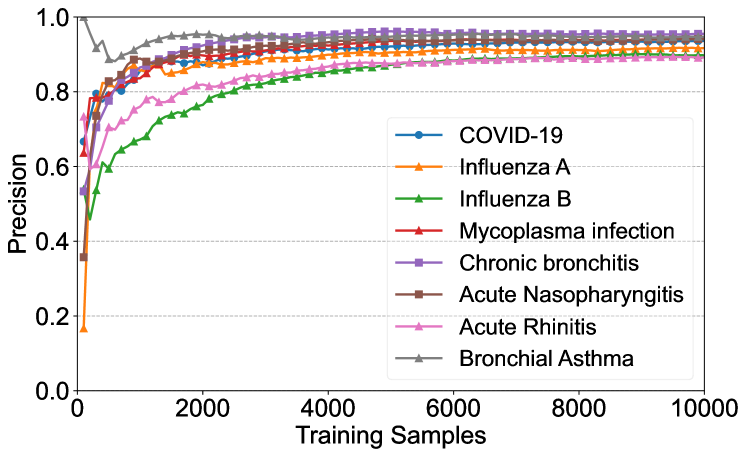 1.0
0.8
0.6
0.4
0.2
0.0
Precision
COVID-19
Influenza A
Influenza B
Mycoplasma infection
Chronic bronchitis
Acute Nasopharyngitis
Acute Rhinitis
Bronchial Asthma
0 2000 4000 6000 8000 10000
Training Samples